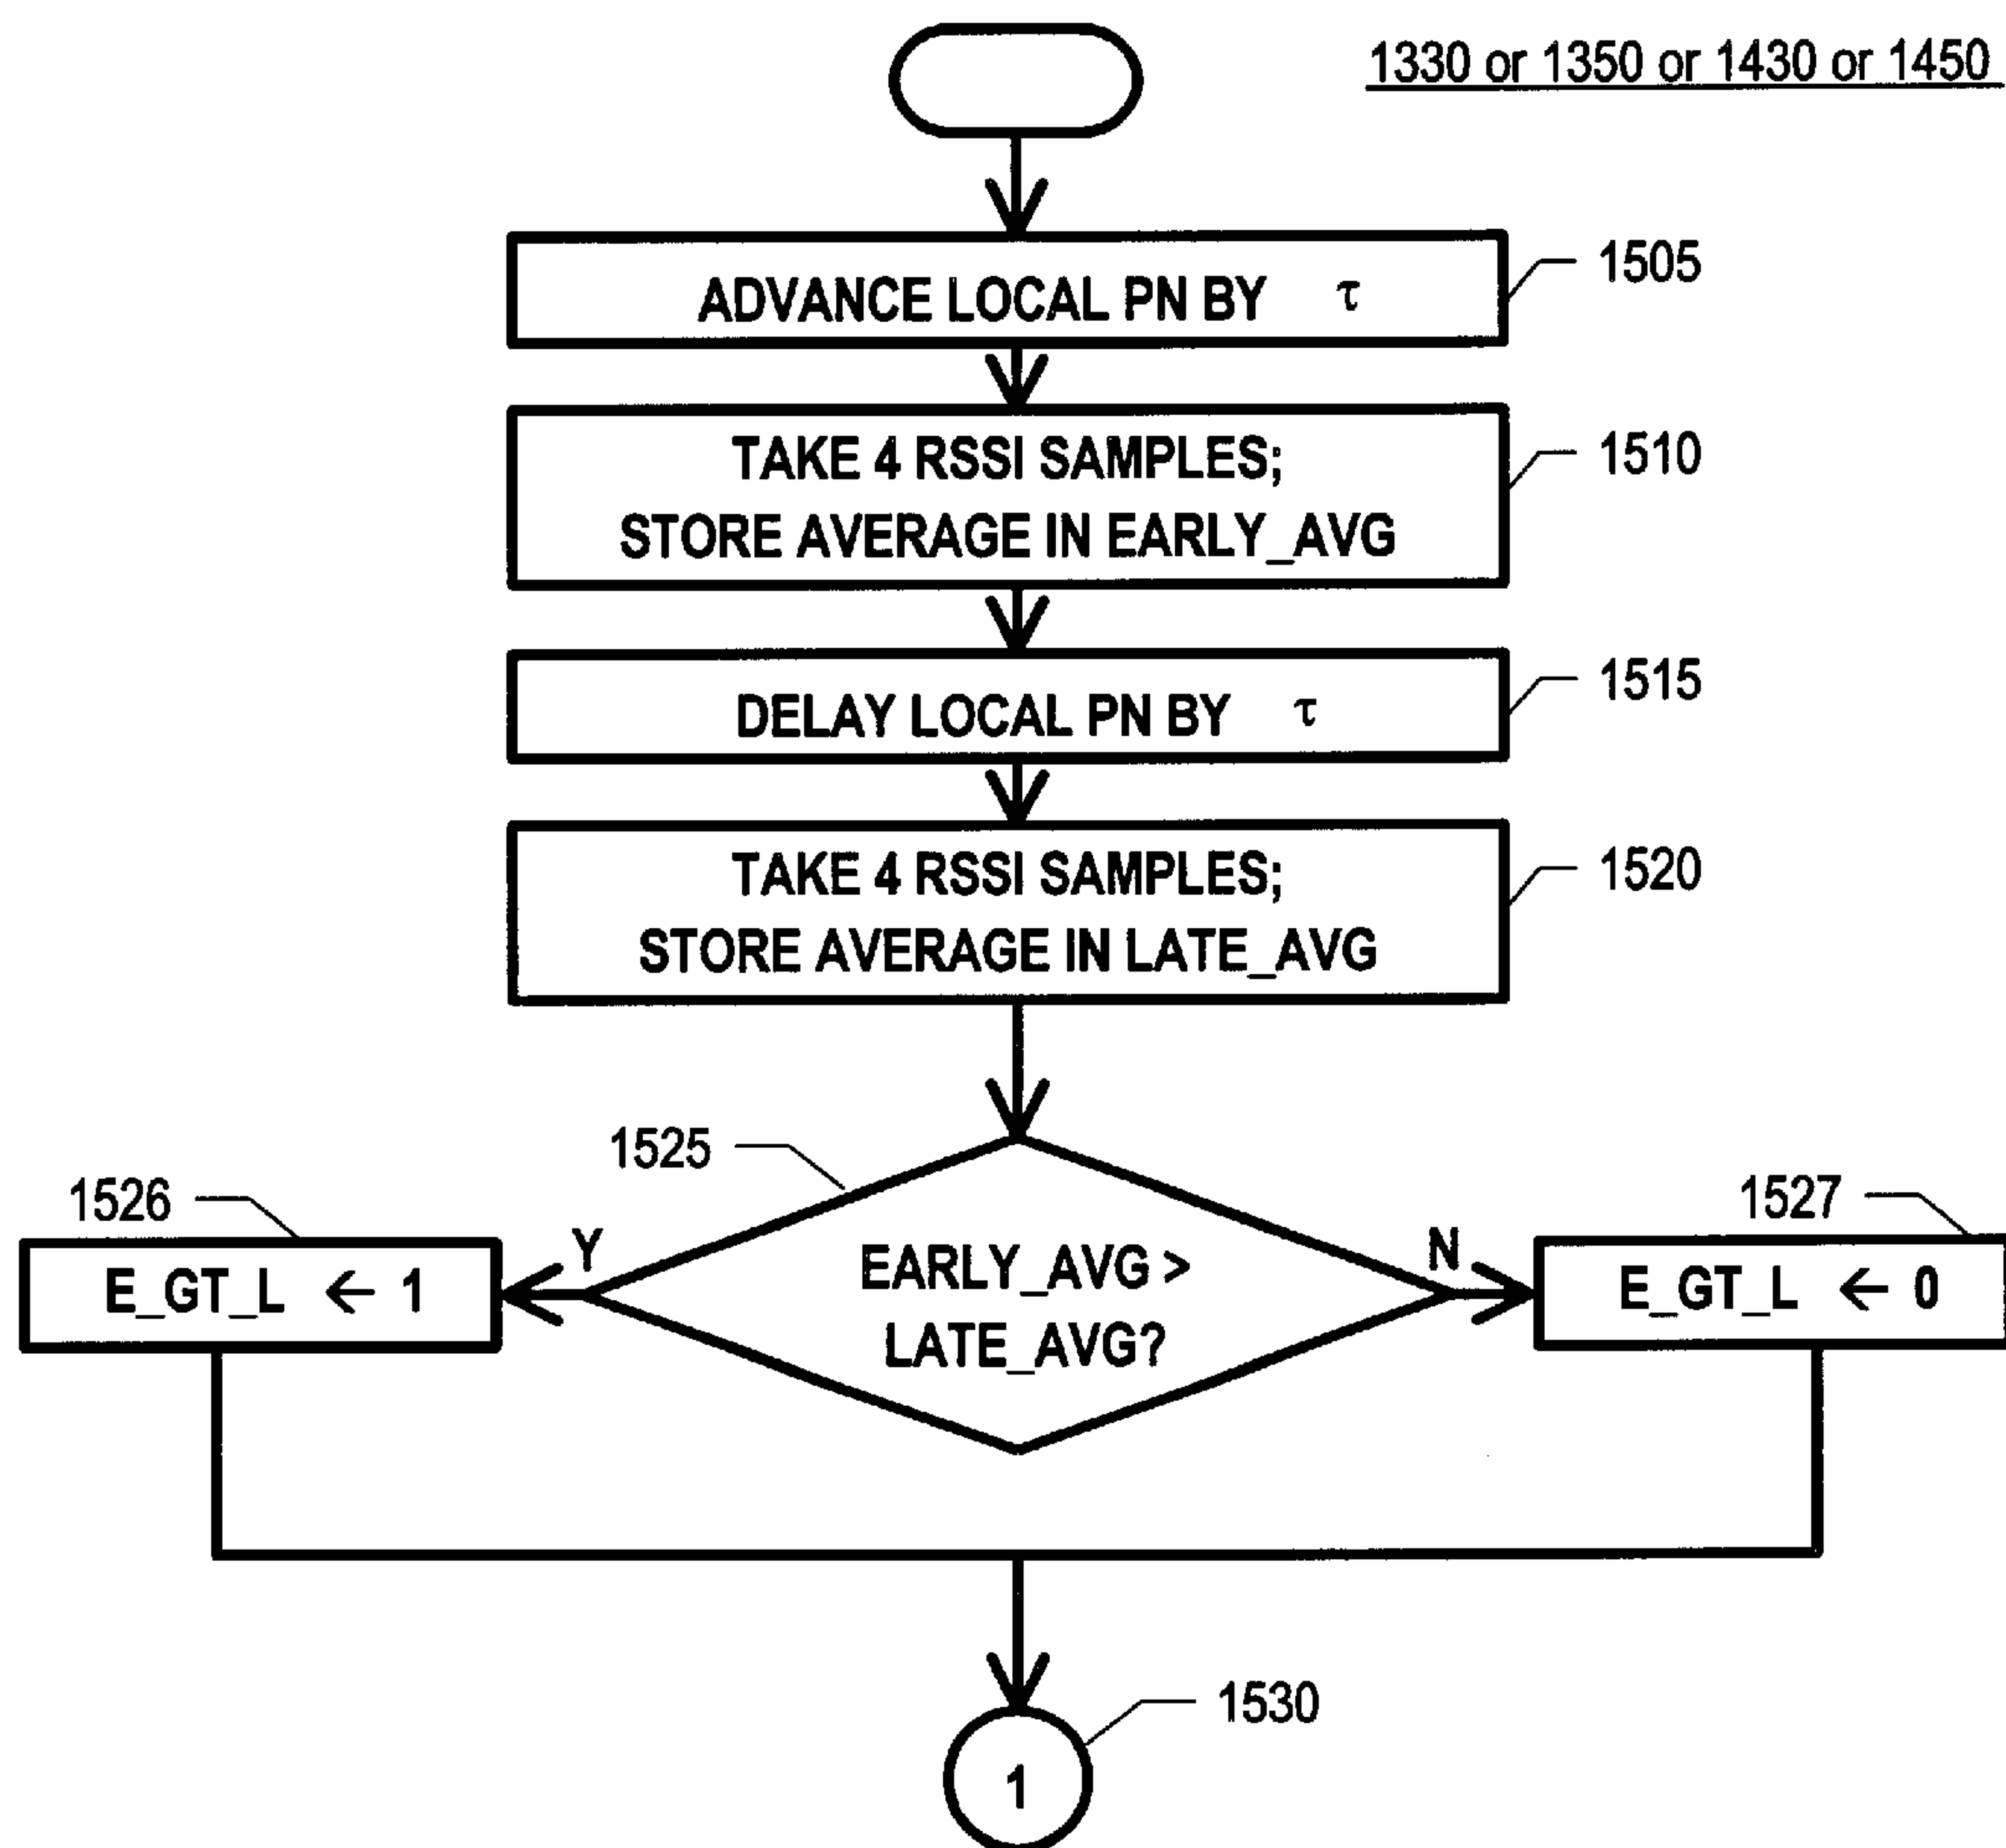 1330 or 1350 or 1430 or 1450
ADVANCE LOCAL PN BY τ
1505
TAKE 4 RSSI SAMPLES;
STORE AVERAGE IN EARLY_AVG
1510
DELAY LOCAL PN BY τ
1515
TAKE 4 RSSI SAMPLES;
STORE AVERAGE IN LATE_AVG
1520
1525
EARLY_AVG >
LATE_AVG?
Y
N
1526
E_GT_L ← 1
1527
E_GT_L ← 0
1530
1